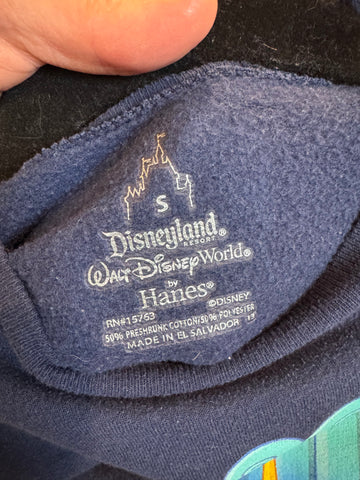 S
Disneyland®
RESORT
WALT DISNEY World®
by
Hanes®
RN#15763 ©DISNEY
50% PRESHRUNK COTTON/50% POLYESTER
MADE IN EL SALVADOR